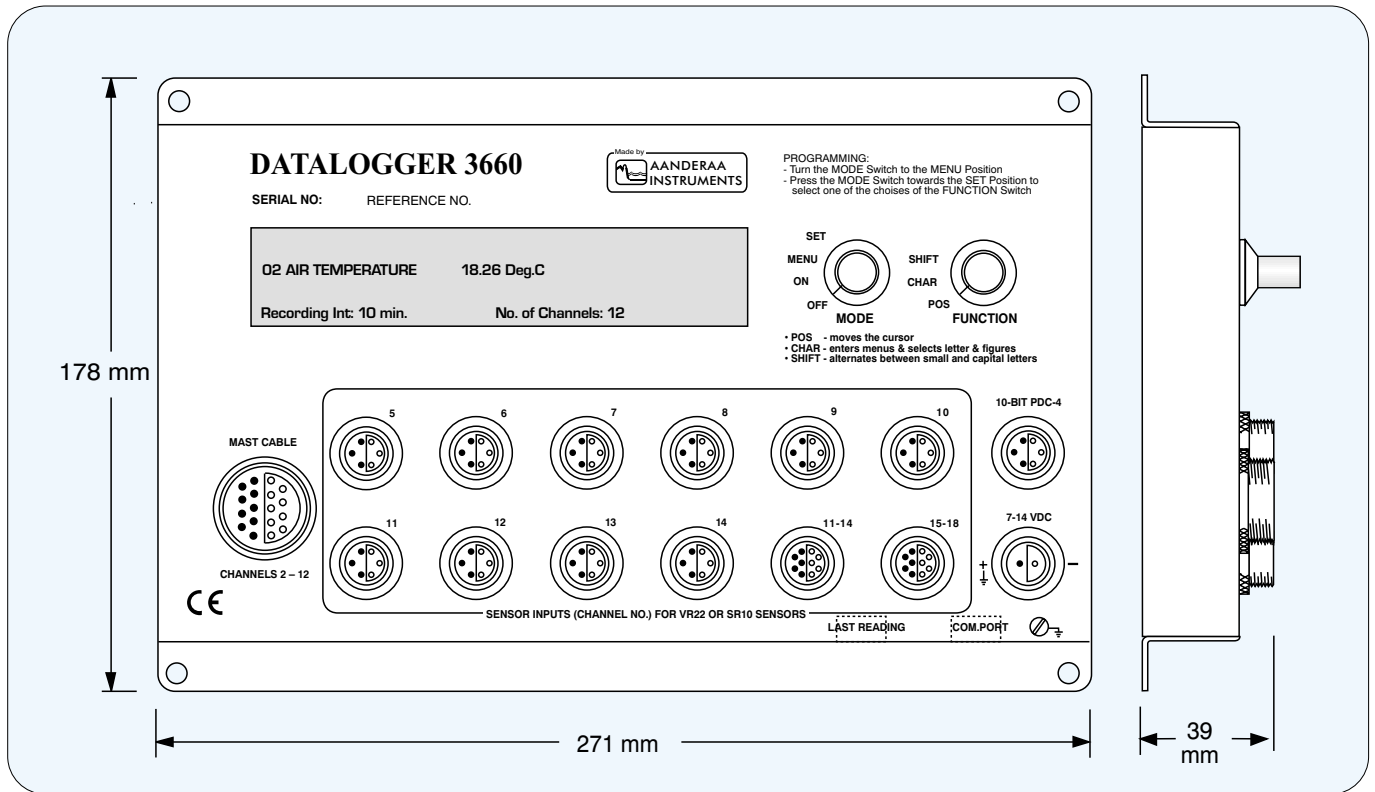 DATALOGGER 3660
Made by
AANDERAA
INSTRUMENTS
SERIAL NO: REFERENCE NO.
PROGRAMMING:
- Turn the MODE Switch to the MENU Position
- Press the MODE Switch towards the SET Position to
select one of the choises of the FUNCTION Switch
02 AIR TEMPERATURE 18.26 Deg.C
Recording Int: 10 min. No. of Channels: 12
SET
MENU
ON
OFF
MODE
SHIFT
CHAR
POS
FUNCTION
• POS - moves the cursor
• CHAR - enters menus & selects letter & figures
• SHIFT - alternates between small and capital letters
178 mm
MAST CABLE
CHANNELS 2 – 12
5 6 7 8 9 10
10-BIT PDC-4
11 12 13 14 11-14 15-18
7-14 VDC
+ –
SENSOR INPUTS (CHANNEL NO.) FOR VR22 OR SR10 SENSORS
CE
LAST READING COM.PORT
271 mm
39
mm